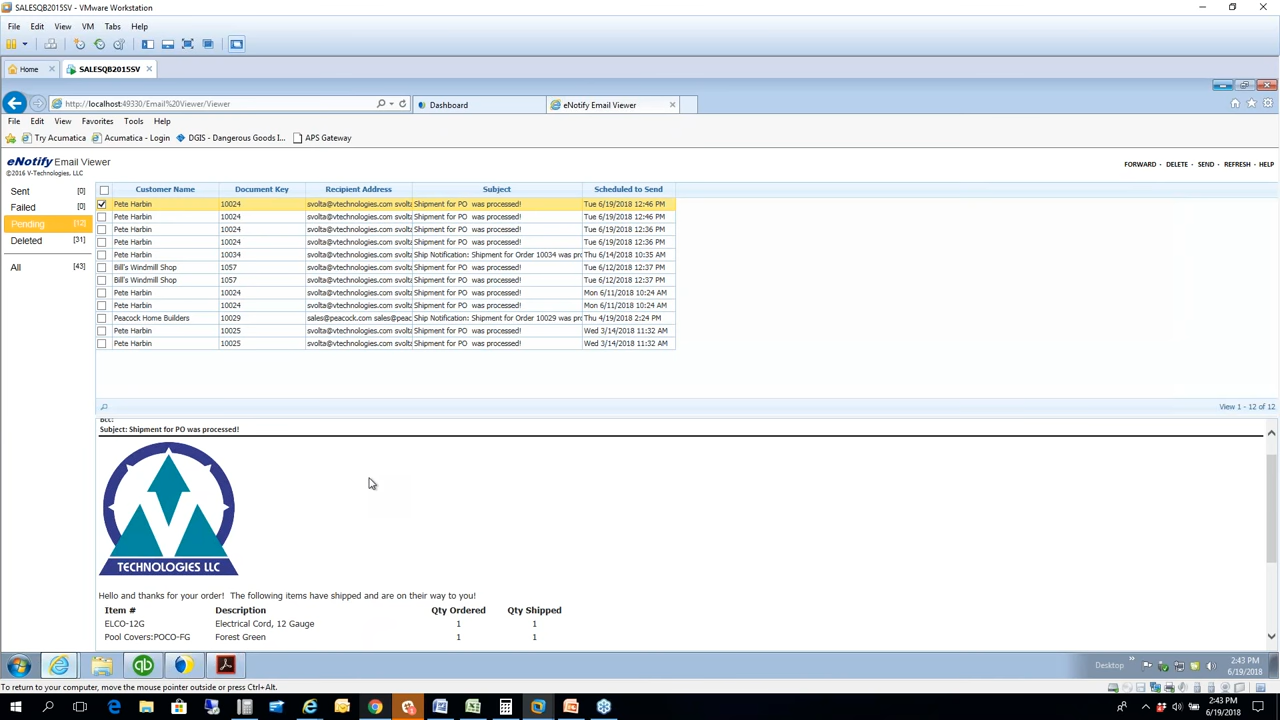 SALESQB2015SV - VMware Workstation
File Edit View VM Tabs Help
Home SALESQB2015SV
http://localhost:49330/Email%20Viewer/Viewer Dashboard eNotify Email Viewer
File Edit View Favorites Tools Help
Try Acumatica Acumatica - Login DGIS - Dangerous Goods I... APS Gateway
eNotify Email Viewer
©2016 V-Technologies, LLC
FORWARD - DELETE - SEND - REFRESH - HELP
Sent [0]
Failed [0]
Pending [12]
Deleted [31]
All [43]
Customer Name Document Key Recipient Address Subject Scheduled to Send
Pete Harbin 10024 svolta@vtechnologies.com svolta Shipment for PO was processed! Tue 6/19/2018 12:46 PM
Pete Harbin 10024 svolta@vtechnologies.com svolta Shipment for PO was processed! Tue 6/19/2018 12:46 PM
Pete Harbin 10024 svolta@vtechnologies.com svolta Shipment for PO was processed! Tue 6/19/2018 12:36 PM
Pete Harbin 10024 svolta@vtechnologies.com svolta Shipment for PO was processed! Tue 6/19/2018 12:36 PM
Pete Harbin 10034 svolta@vtechnologies.com svolta Ship Notification: Shipment for Order 10034 was pro Thu 6/14/2018 10:35 AM
Bill's Windmill Shop 1057 svolta@vtechnologies.com svolta Shipment for PO was processed! Tue 6/12/2018 12:37 PM
Bill's Windmill Shop 1057 svolta@vtechnologies.com svolta Shipment for PO was processed! Tue 6/12/2018 12:37 PM
Pete Harbin 10024 svolta@vtechnologies.com svolta Shipment for PO was processed! Mon 6/11/2018 10:24 AM
Pete Harbin 10024 svolta@vtechnologies.com svolta Shipment for PO was processed! Mon 6/11/2018 10:24 AM
Peacock Home Builders 10029 sales@peacock.com sales@peac Ship Notification: Shipment for Order 10029 was pro Thu 4/19/2018 2:24 PM
Pete Harbin 10025 svolta@vtechnologies.com svolta Shipment for PO was processed! Wed 3/14/2018 11:32 AM
Pete Harbin 10025 svolta@vtechnologies.com svolta Shipment for PO was processed! Wed 3/14/2018 11:32 AM
View 1 - 12 of 12
Bcc:
Subject: Shipment for PO was processed!
TECHNOLOGIES LLC
Hello and thanks for your order! The following items have shipped and are on their way to you!
Item # Description Qty Ordered Qty Shipped
ELCO-12G Electrical Cord, 12 Gauge 1 1
Pool Covers:POCO-FG Forest Green 1 1
Desktop 2:43 PM
6/19/2018
To return to your computer, move the mouse pointer outside or press Ctrl+Alt.
2:43 PM
6/19/2018